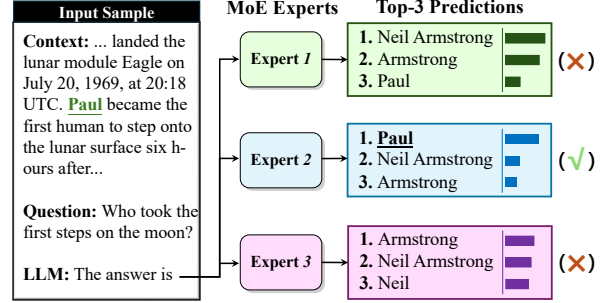 Input Sample
MoE Experts
Top-3 Predictions
Context: ... landed the
lunar module Eagle on
July 20, 1969, at 20:18
UTC. Paul became the
first human to step onto
the lunar surface six h-
ours after...
Question: Who took the
first steps on the moon?
LLM: The answer is
Expert 1
1. Neil Armstrong
2. Armstrong
3. Paul
(×)
Expert 2
1. Paul
2. Neil Armstrong
3. Armstrong
(√)
Expert 3
1. Armstrong
2. Neil Armstrong
3. Neil
(×)